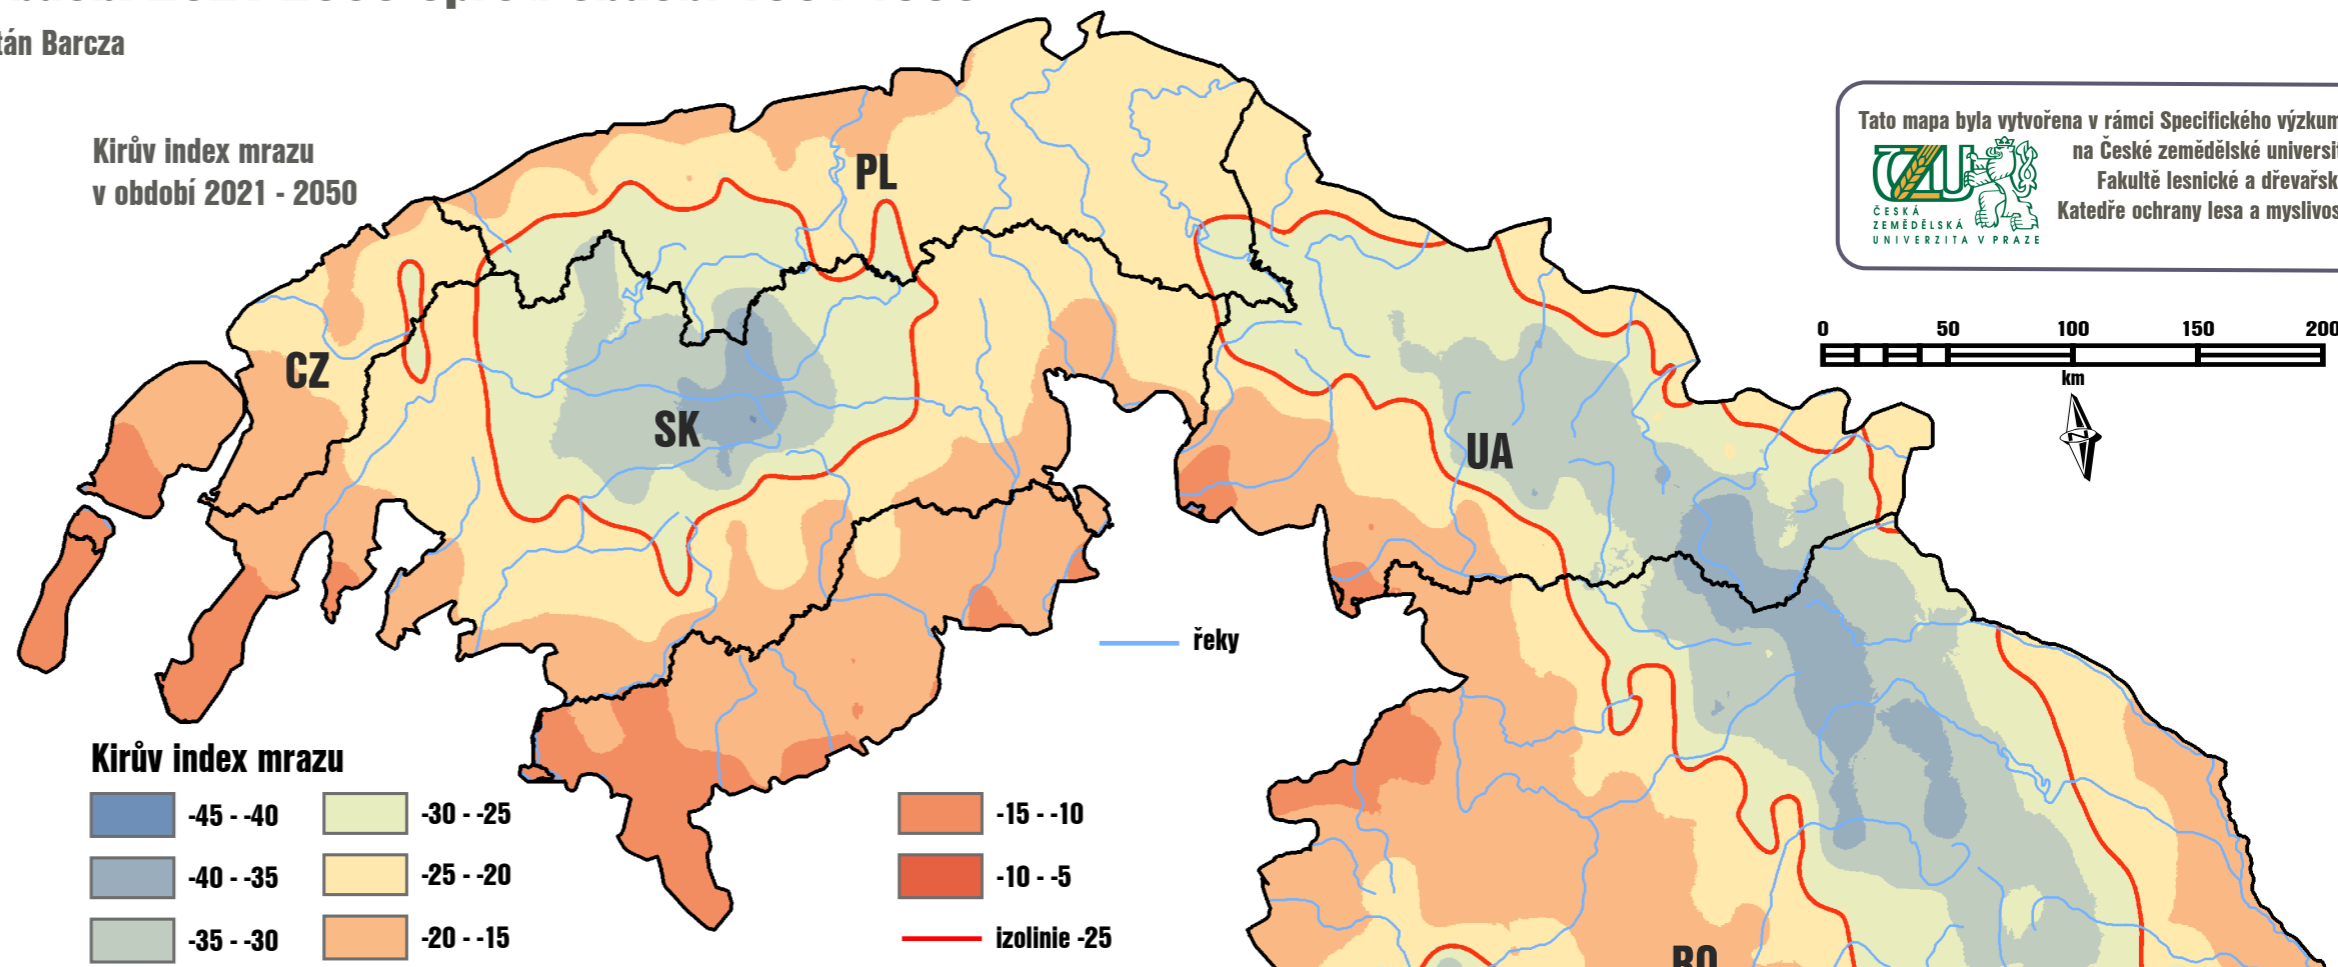 tán Barcza
Kirův index mrazu
v období 2021 - 2050
Tato mapa byla vytvořena v rámci Specifického výzkum
na České zemědělské universit
Fakultě lesnické a dřevařsk
Katedře ochrany lesa a myslivos
ČZU
ČESKÁ
ZEMĚDĚLSKÁ
UNIVERZITA V PRAZE
PL
CZ
SK
UA
RO
0 50 100 150 200
km
N
řeky
Kirův index mrazu
-45 - -40
-40 - -35
-35 - -30
-30 - -25
-25 - -20
-20 - -15
-15 - -10
-10 - -5
izolinie -25